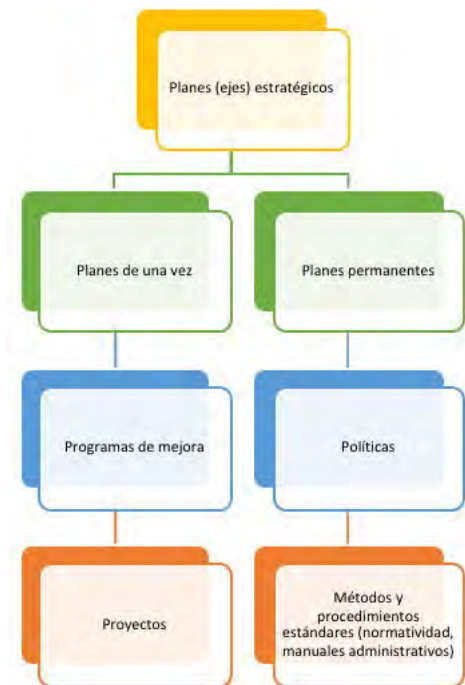 Planes (ejes) estratégicos
Planes de una vez
Planes permanentes
Programas de mejora
Políticas
Proyectos
Métodos y
procedimientos
estándares (normatividad,
manuales administrativos)